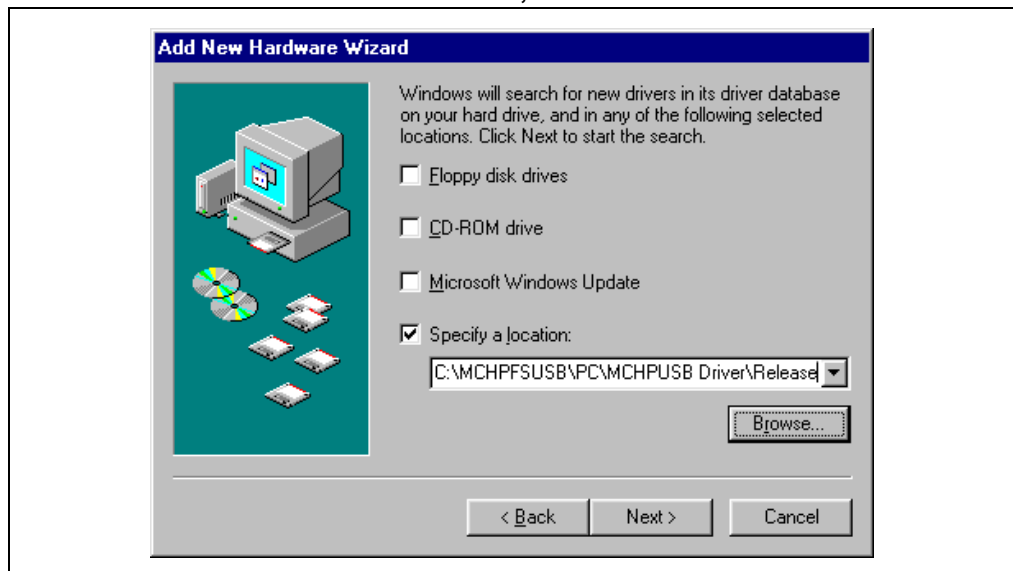 Add New Hardware Wizard
Windows will search for new drivers in its driver database
on your hard drive, and in any of the following selected
locations. Click Next to start the search.
Floppy disk drives
CD-ROM drive
Microsoft Windows Update
Specify a location:
C:\MCHPFSUSB\PC\MCHPUSB Driver\Release
Browse...
< Back
Next >
Cancel